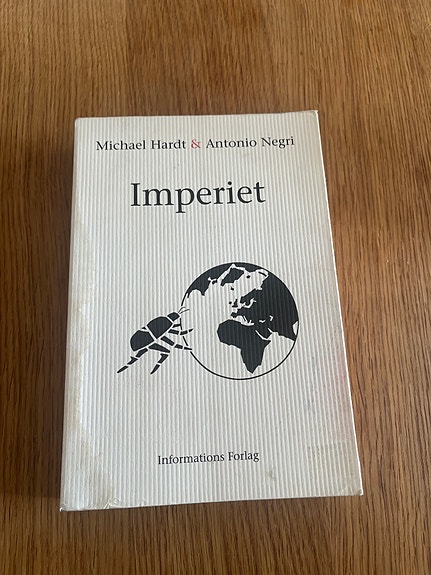 Michael Hardt & Antonio Negri
Imperiet
Informations Forlag